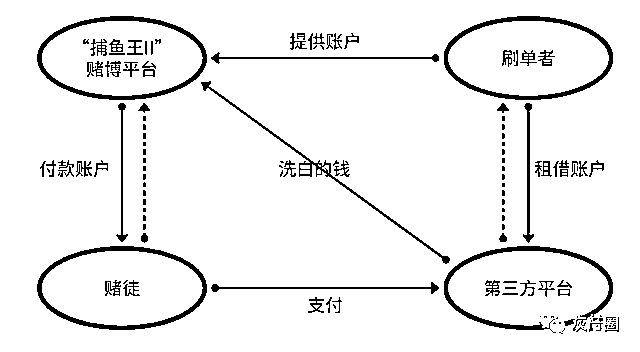 “捕鱼王II”
赌博平台
提供账户
刷单者
付款账户
洗白的钱
租借账户
赌徒
支付
第三方平台
灰特圈